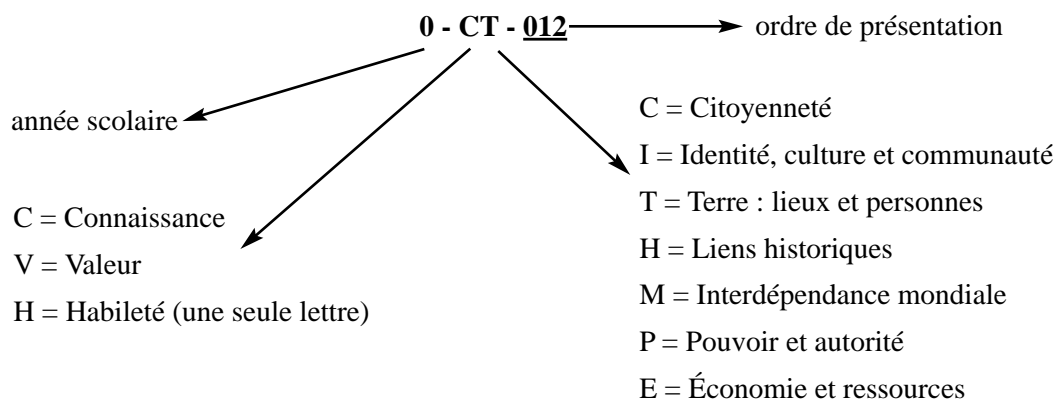 0 - CT - 012
ordre de présentation
année scolaire
C = Connaissance
V = Valeur
H = Habileté (une seule lettre)
C = Citoyenneté
I = Identité, culture et communauté
T = Terre : lieux et personnes
H = Liens historiques
M = Interdépendance mondiale
P = Pouvoir et autorité
E = Économie et ressources